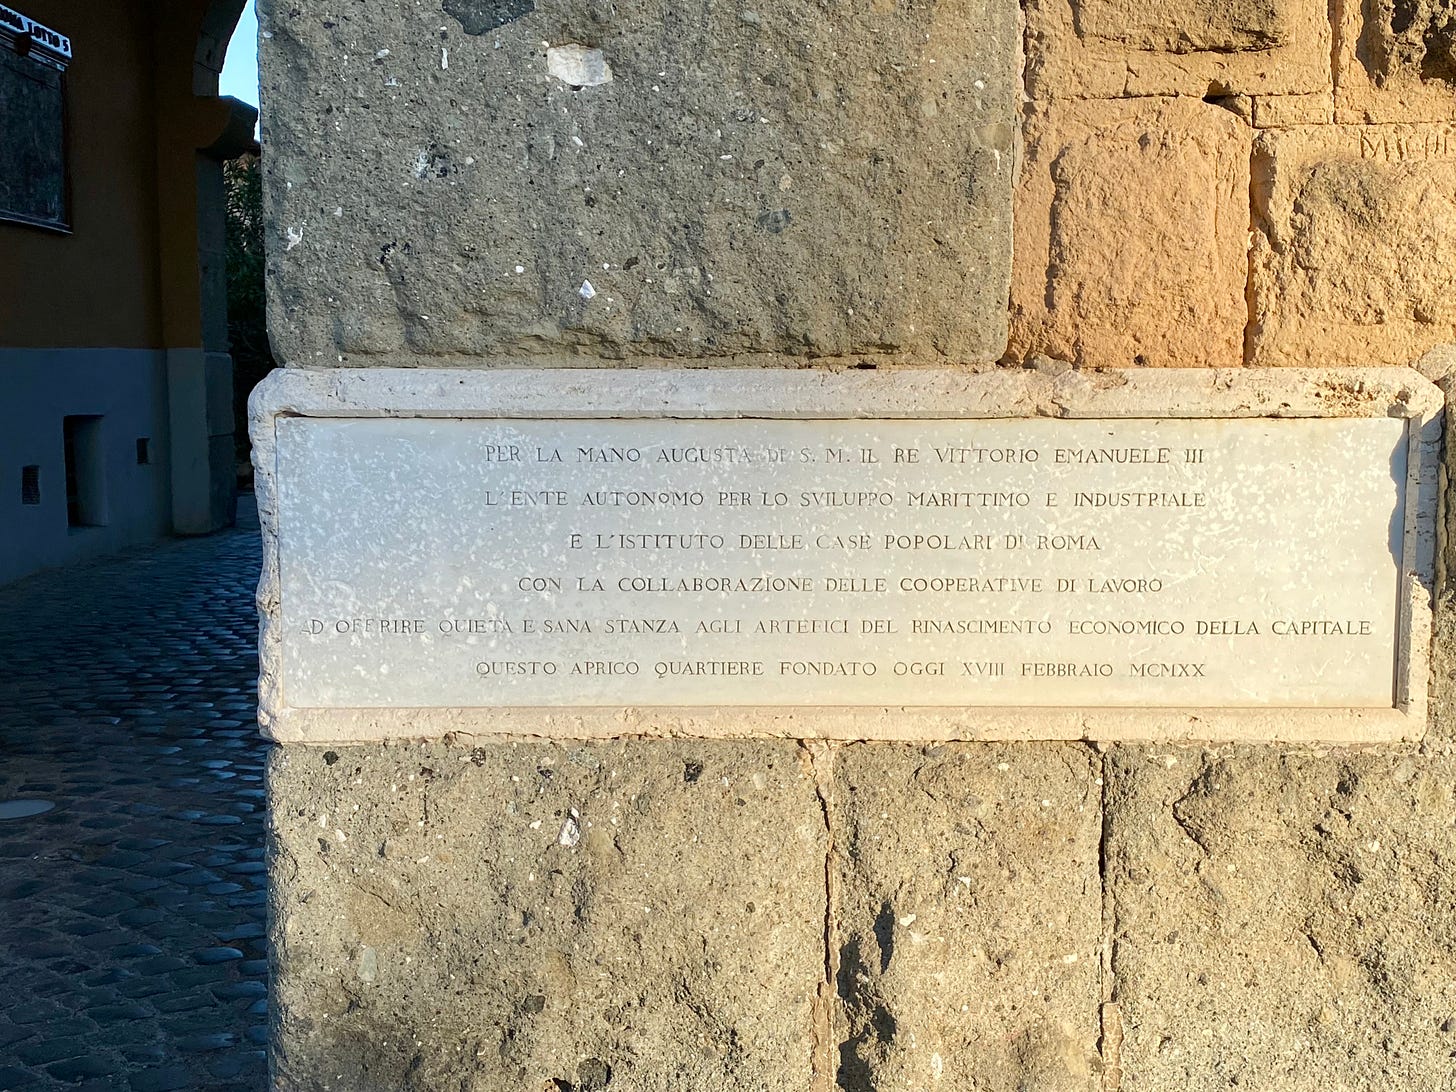 LOTTO 5
PER LA MANO AUGUSTA DI S. M. IL RE VITTORIO EMANUELE III
L'ENTE AUTONOMO PER LO SVILUPPO MARITTIMO E INDUSTRIALE
E L'ISTITUTO DELLE CASE POPOLARI DI ROMA
CON LA COLLABORAZIONE DELLE COOPERATIVE DI LAVORO
AD OFFRIRE QUIETA E SANA STANZA AGLI ARTEFICI DEL RINASCIMENTO ECONOMICO DELLA CAPITALE
QUESTO APRICO QUARTIERE FONDATO OGGI XVIII FEBBRAIO MCMXX